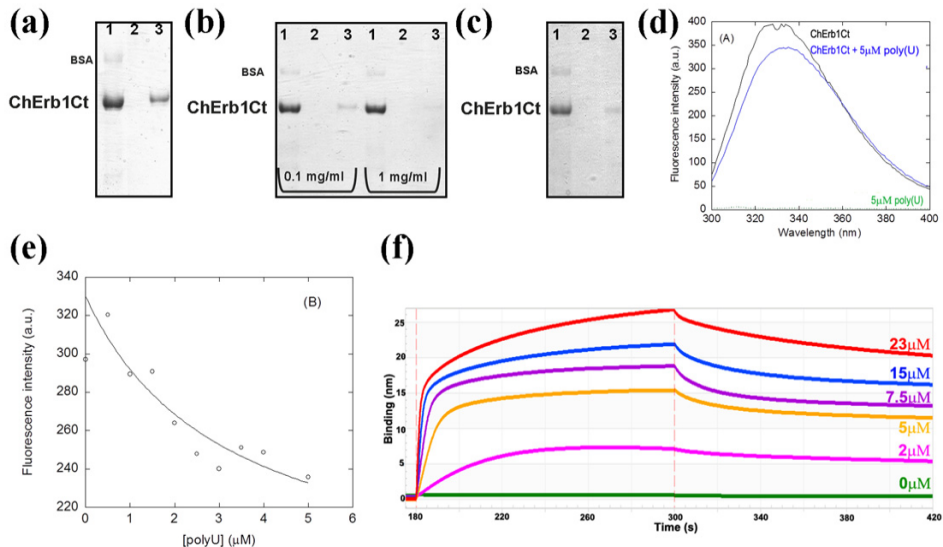 (a)
1 2 3
BSA
ChErb1Ct
(b)
1 2 3 1 2 3
BSA
ChErb1Ct
0.1 mg/ml 1 mg/ml
(c)
1 2 3
BSA
ChErb1Ct
(d)
(A)
ChErb1Ct
ChErb1Ct + 5µM poly(U)
5µM poly(U)
Fluorescence intensity (a.u.)
400
350
300
250
200
150
100
50
0
300 320 340 360 380 400
Wavelength (nm)
(e)
(B)
Fluorescence intensity (a.u.)
340
320
300
280
260
240
220
0 1 2 3 4 5 6
[polyU] (µM)
(f)
Binding (nm)
25
20
15
10
5
0
23µM
15µM
7.5µM
5µM
2µM
0µM
180 220 260 300 340 380 420
Time (s)